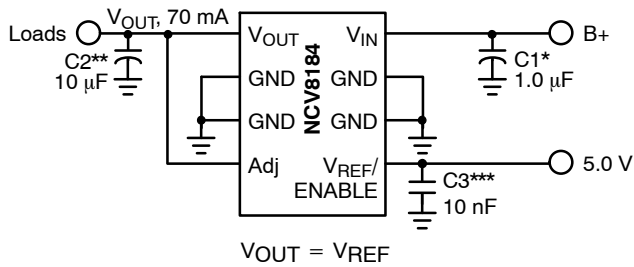 VOUT, 70 mA
Loads
C2**
10 μF
VOUT
GND
GND
Adj
NCV8184
VIN
GND
GND
VREF/
ENABLE
B+
C1*
1.0 μF
5.0 V
C3***
10 nF
VOUT = VREF